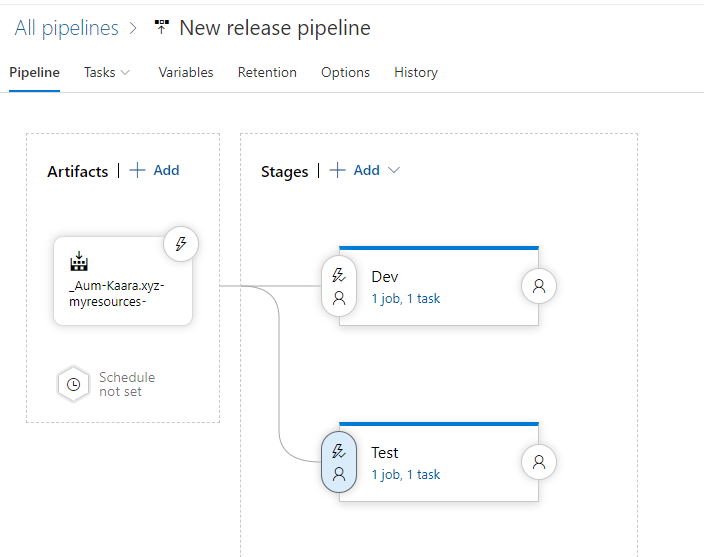 All pipelines > New release pipeline
Pipeline Tasks Variables Retention Options History
Artifacts | + Add
Stages | + Add
_Aum-Kaara.xyz-
myresources-
Schedule
not set
Dev
1 job, 1 task
Test
1 job, 1 task